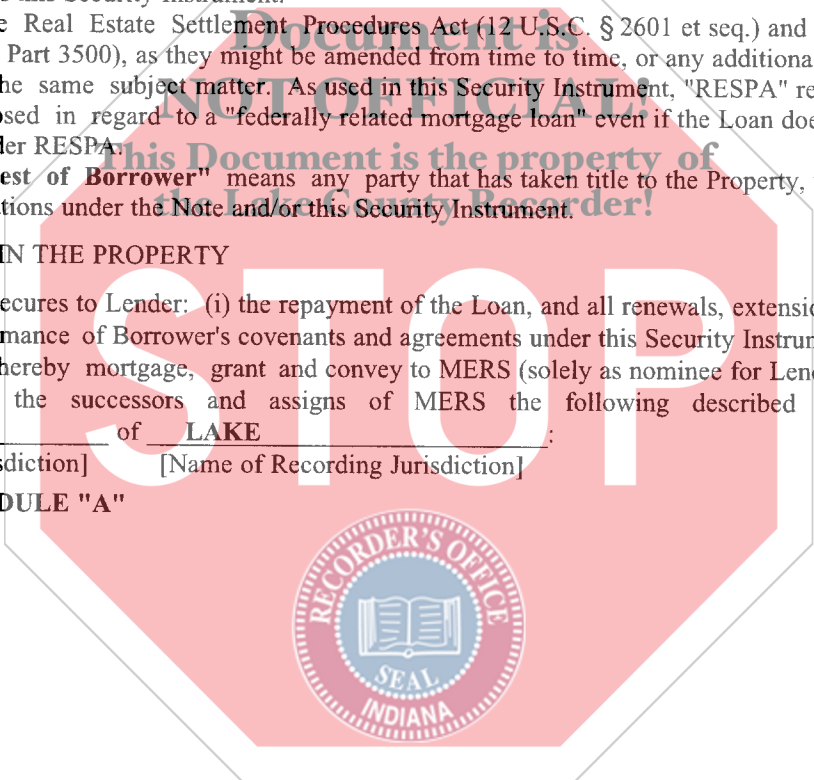 this Security Instrument.
Real Estate Settlement Procedures Act (12 U.S.C. § 2601 et seq.) and
Document is
Part 3500), as they might be amended from time to time, or any additiona
he same subject matter. As used in this Security Instrument, "RESPA" re
NOT OFFICIAL!
sed in regard to a "federally related mortgage loan" even if the Loan doe
er RESPA.
This Document is the property of
est of Borrower" means any party that has taken title to the Property,
the Lake County Recorder!
tions under the Note and/or this Security Instrument.
IN THE PROPERTY
ecures to Lender: (i) the repayment of the Loan, and all renewals, extensio
mance of Borrower's covenants and agreements under this Security Instrum
hereby mortgage, grant and convey to MERS (solely as nominee for Lend
the successors and assigns of MERS the following described
of LAKE :
sdiction] [Name of Recording Jurisdiction]
STOP
DULE "A"
RECORDER'S OFFICE
SEAL
INDIANA